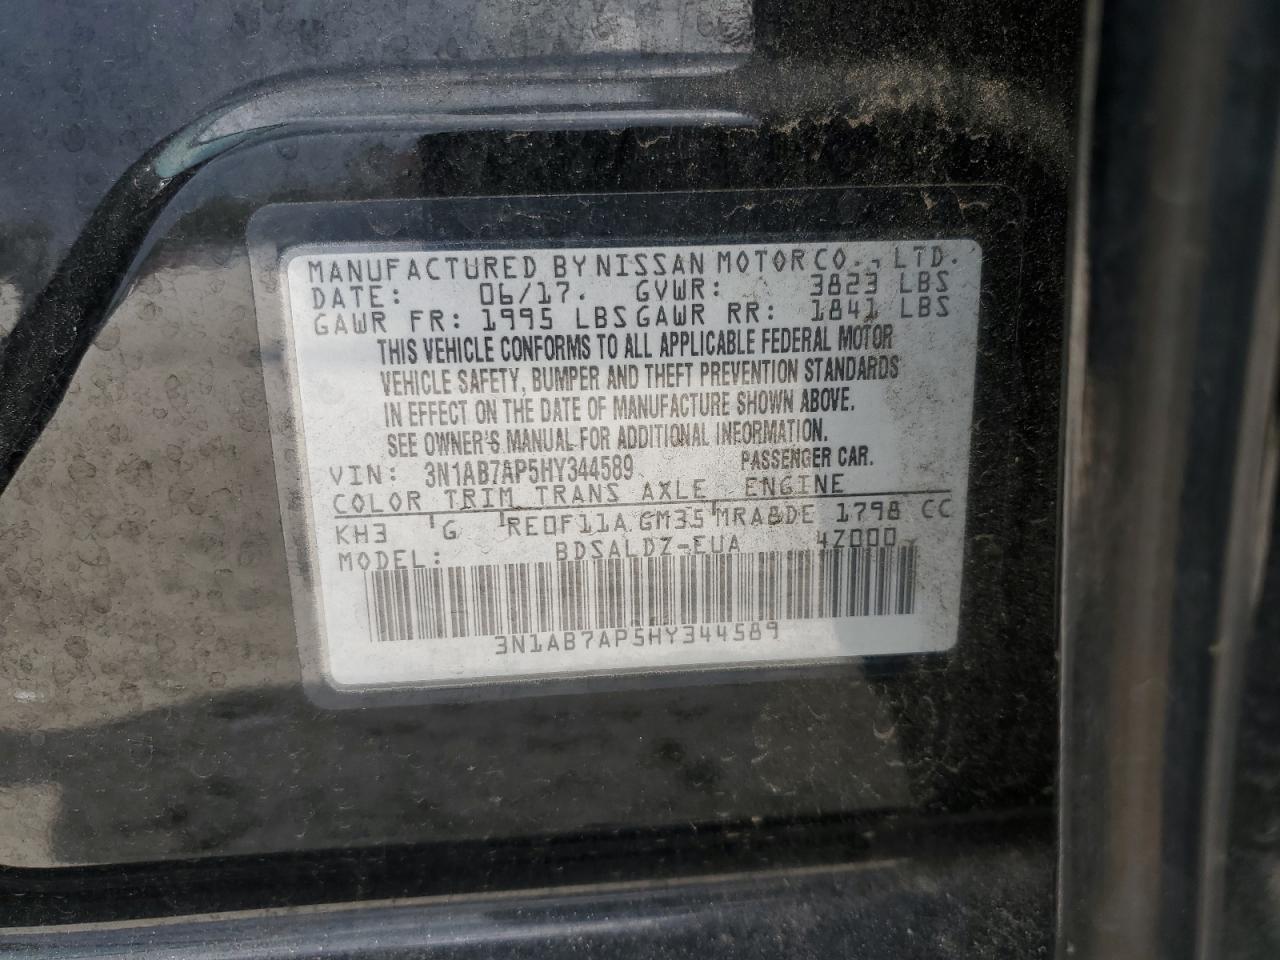 MANUFACTURED BY NISSAN MOTOR CO., LTD.
DATE: 06/17. GVWR: 3823 LBS
GAWR FR: 1995 LBS GAWR RR: 1841 LBS
THIS VEHICLE CONFORMS TO ALL APPLICABLE FEDERAL MOTOR
VEHICLE SAFETY, BUMPER AND THEFT PREVENTION STANDARDS
IN EFFECT ON THE DATE OF MANUFACTURE SHOWN ABOVE.
SEE OWNER'S MANUAL FOR ADDITIONAL INFORMATION.
VIN: 3N1AB7AP5HY344589 PASSENGER CAR.
COLOR TRIM TRANS AXLE ENGINE
KH3 G RE0F11A GM35 MRA8DE 1798 CC
MODEL: BDSALDZ-EUA 4Z000
3N1AB7AP5HY344589